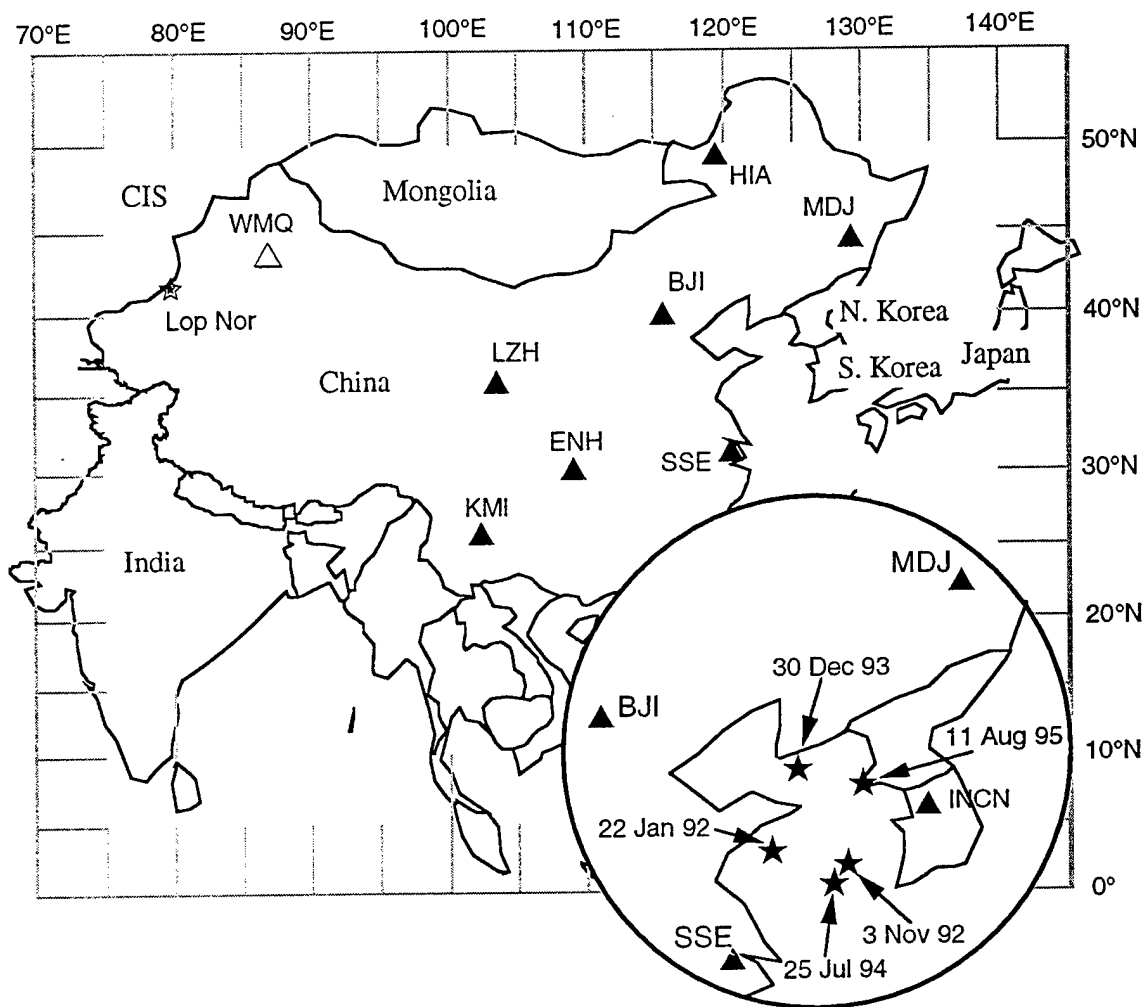 70°E 80°E 90°E 100°E 110°E 120°E 130°E 140°E
50°N
HIA
CIS
Mongolia
MDJ
WMQ
BJI
40°N
Lop Nor
N. Korea
LZH
S. Korea
Japan
China
ENH
SSE
30°N
KMI
India
MDJ
20°N
30 Dec 93
BJI
11 Aug 95
10°N
INCN
22 Jan 92
0°
SSE
3 Nov 92
25 Jul 94